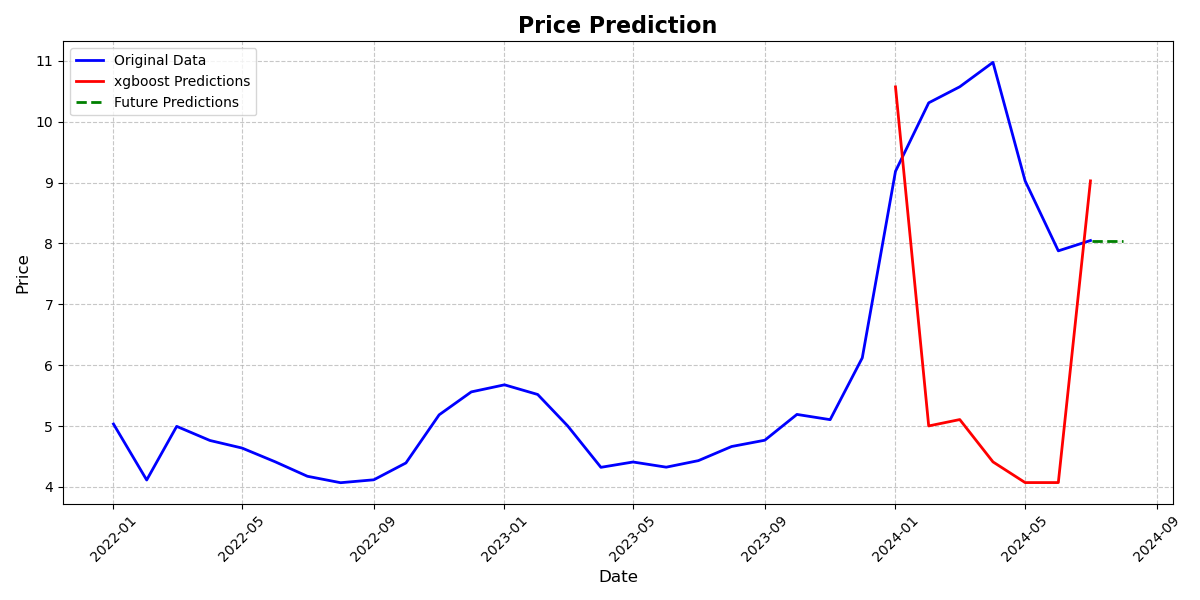 Price Prediction
Original Data
xgboost Predictions
Future Predictions
Price
11
10
9
8
7
6
5
4
2022-01
2022-05
2022-09
2023-01
2023-05
2023-09
2024-01
2024-05
2024-09
Date